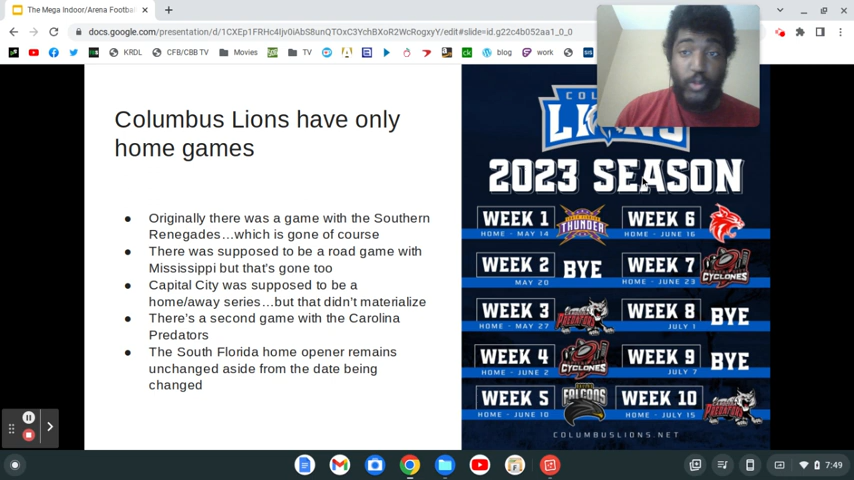 The Mega Indoor/Arena Footba
docs.google.com/presentation/d/1CXEp1FRHc4Ijv0iAbS8unQTOxC3YchBXoR2WcRogxyY/edit#slide=id.g22c4b052aa1_0_0
KRDL
CFB/CBB TV
Movies
TV
blog
work
Columbus Lions have only
home games
● Originally there was a game with the Southern
Renegades…which is gone of course
● There was supposed to be a road game with
Mississippi but that's gone too
● Capital City was supposed to be a
home/away series…but that didn't materialize
● There's a second game with the Carolina
Predators
● The South Florida home opener remains
unchanged aside from the date being
changed
2023 SEASON
WEEK 1
HOME - MAY 14
THUNDER
WEEK 2
BYE
MAY 20
WEEK 3
HOME - MAY 27
PREDATORS
WEEK 4
HOME - JUNE 2
CYCLONES
WEEK 5
HOME - JUNE 10
FALCONS
WEEK 6
HOME - JUNE 16
WEEK 7
HOME - JUNE 23
CYCLONES
WEEK 8
BYE
JULY 1
WEEK 9
BYE
JULY 7
WEEK 10
HOME - JULY 15
PREDATORS
COLUMBUSLIONS.NET
7:49